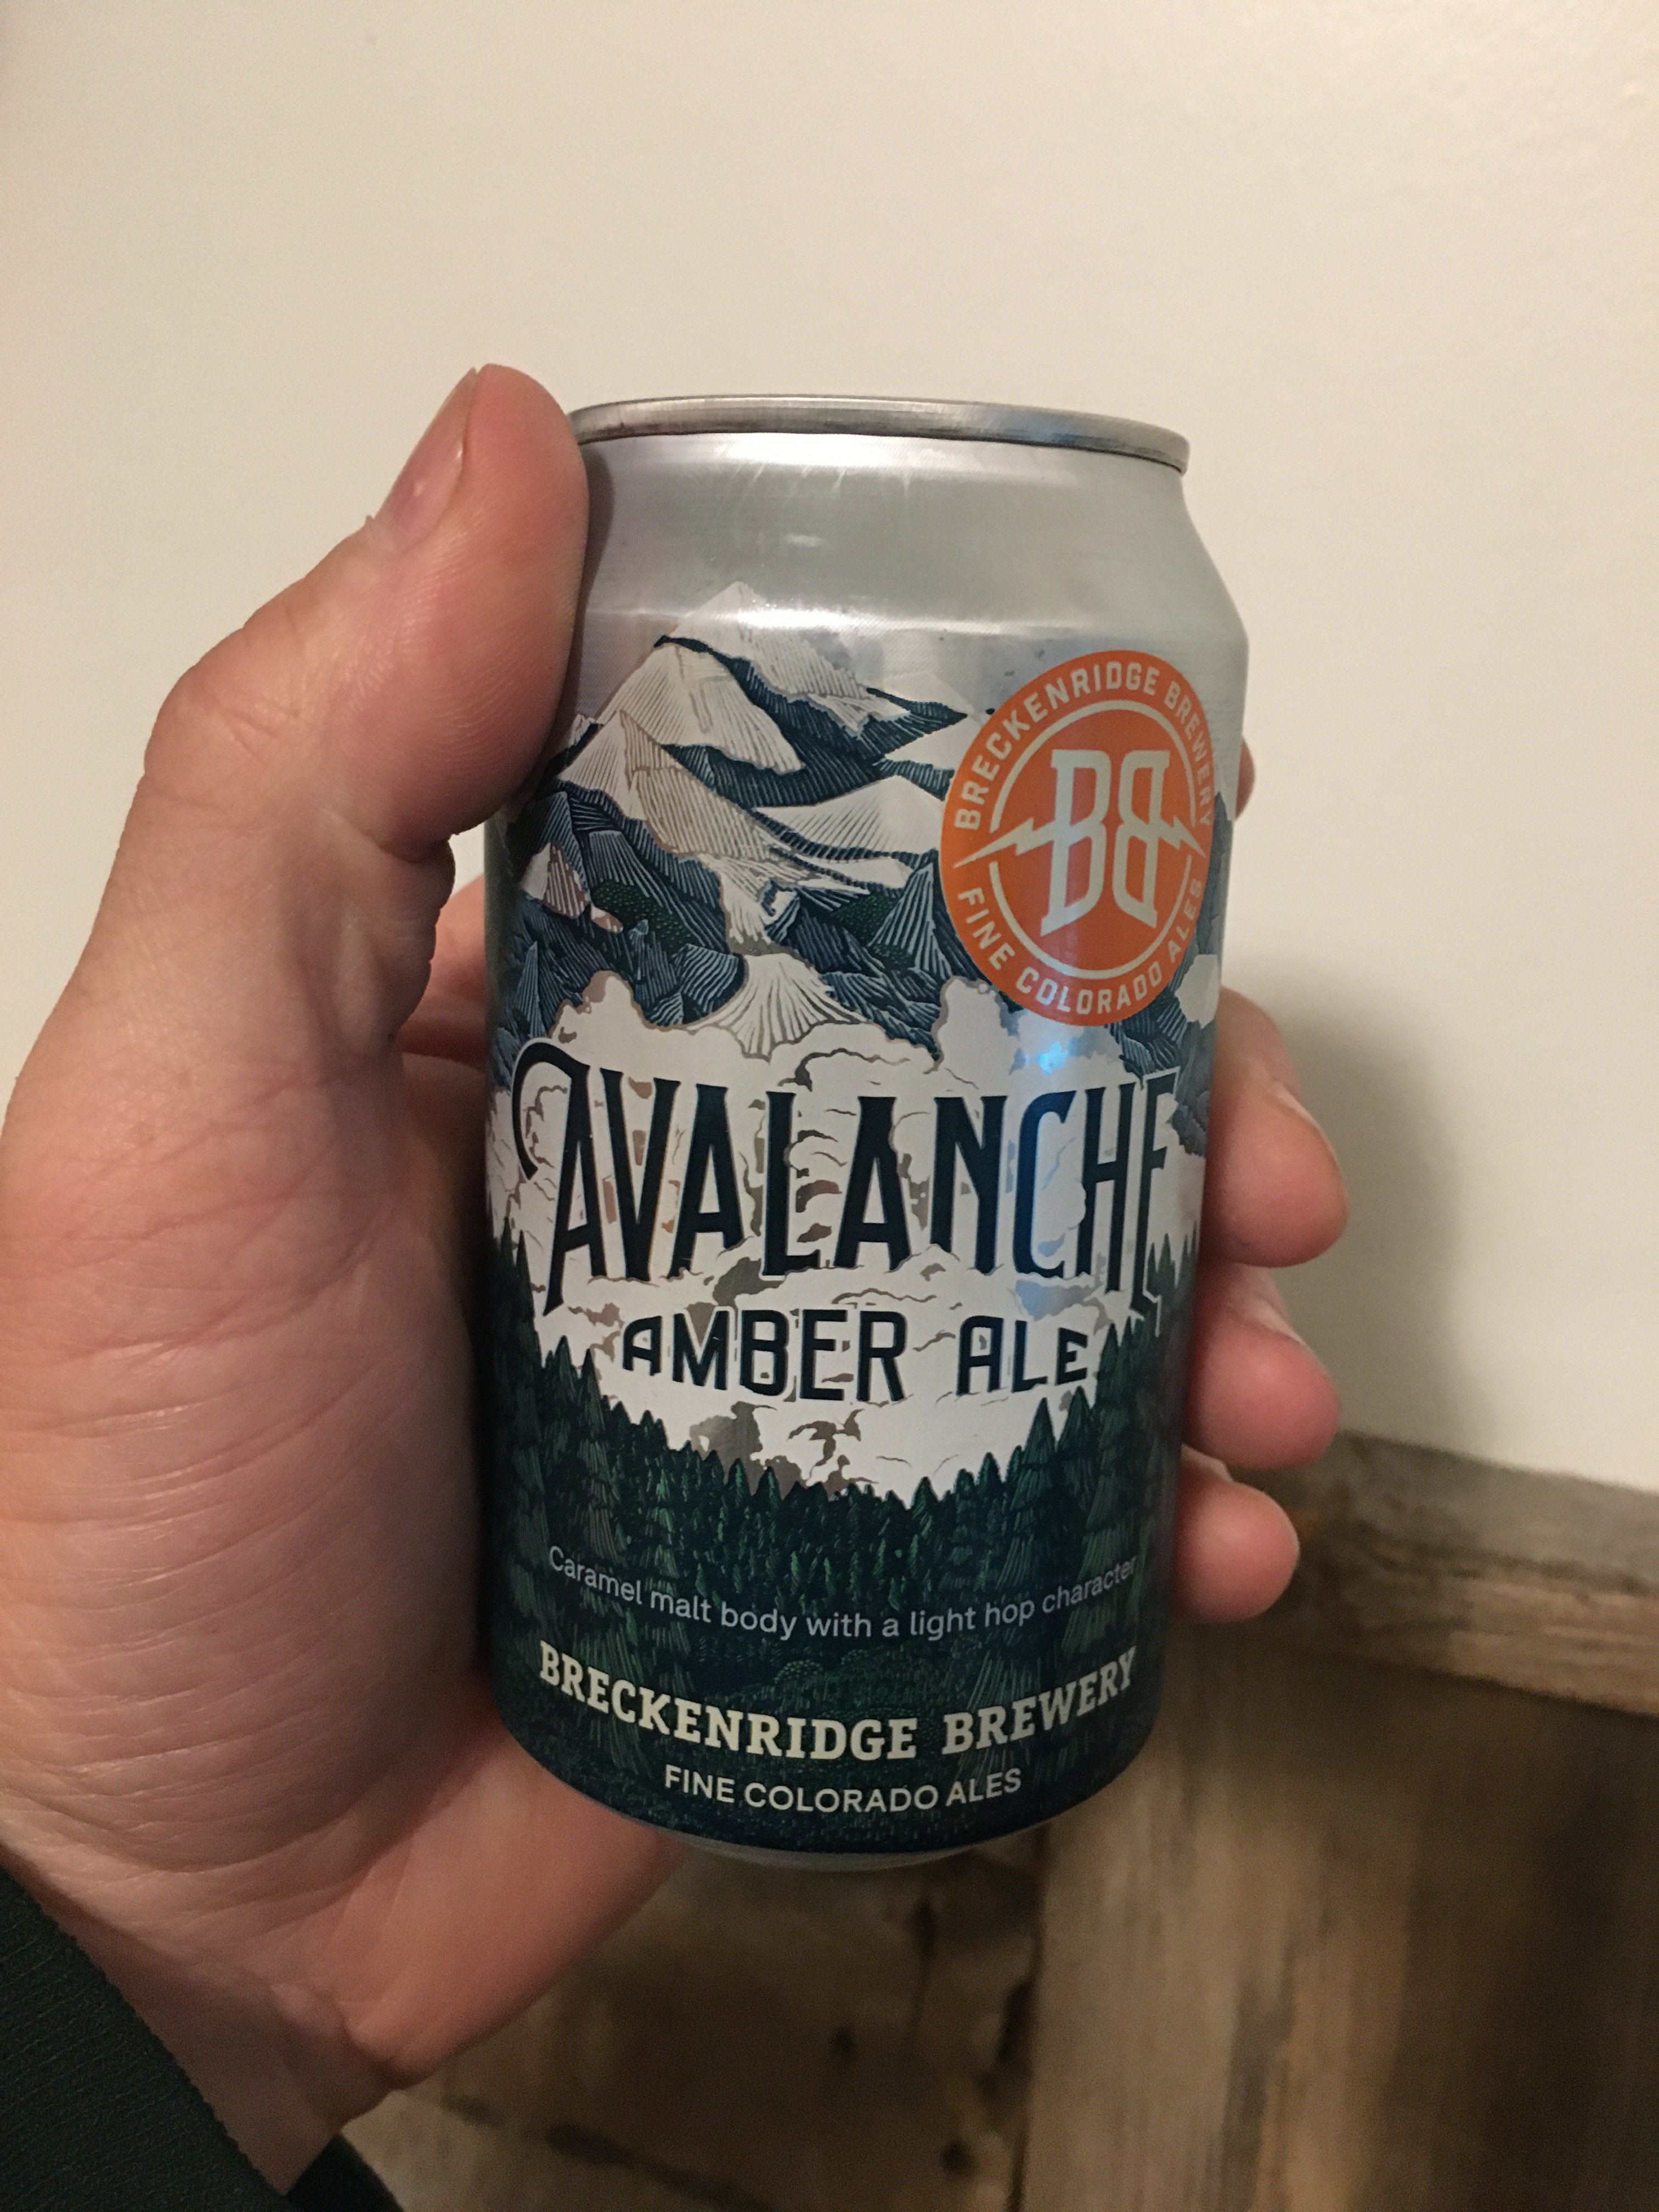 BRECKENRIDGE BREWERY
BB
FINE COLORADO ALES
AVALANCHE
AMBER ALE
Caramel malt body with a light hop character
BRECKENRIDGE BREWERY
FINE COLORADO ALES